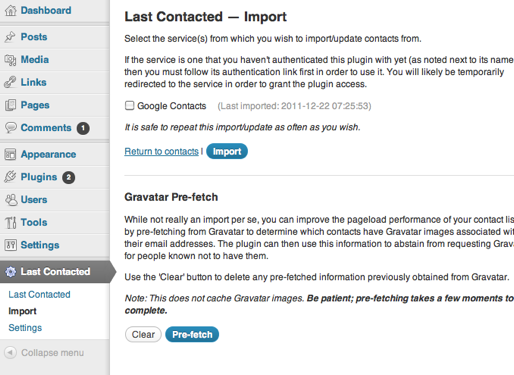 Dashboard
Posts
Media
Links
Pages
Comments 1
Appearance
Plugins 2
Users
Tools
Settings
Last Contacted
Last Contacted
Import
Settings
Collapse menu
Last Contacted — Import
Select the service(s) from which you wish to import/update contacts from.
If the service is one that you haven't authenticated this plugin with yet (as noted next to its name
then you must follow its authentication link first in order to use it. You will likely be temporarily
redirected to the service in order to grant the plugin access.
Google Contacts (Last imported: 2011-12-22 07:25:53)
It is safe to repeat this import/update as often as you wish.
Return to contacts | Import
Gravatar Pre-fetch
While not really an import per se, you can improve the pageload performance of your contact lis
by pre-fetching from Gravatar to determine which contacts have Gravatar images associated wit
their email addresses. The plugin can then use this information to abstain from requesting Grav
for people known not to have them.
Use the 'Clear' button to delete any pre-fetched information previously obtained from Gravatar.
Note: This does not cache Gravatar images. Be patient; pre-fetching takes a few moments to
complete.
Clear Pre-fetch